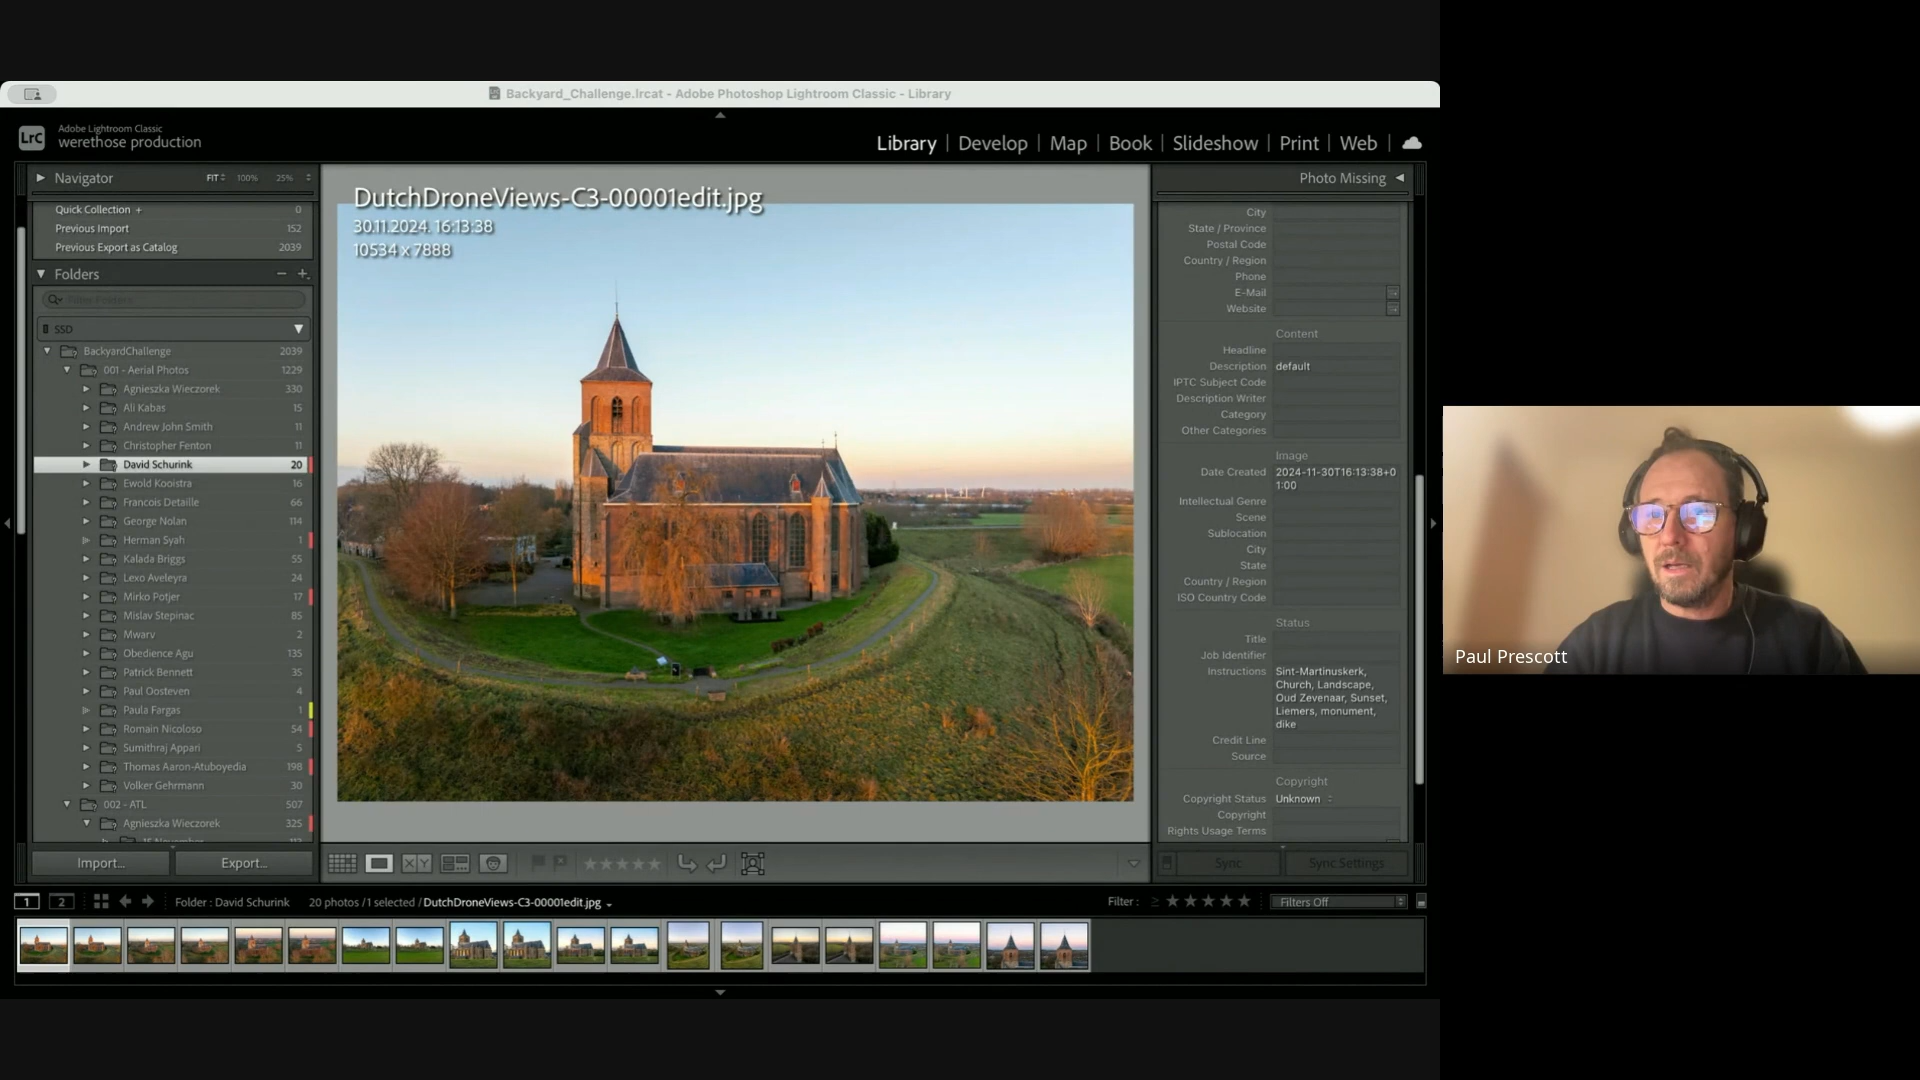 Backyard_Challenge.lrcat - Adobe Photoshop Lightroom Classic - Library
LrC
Adobe Lightroom Classic
werethose production
Library | Develop | Map | Book | Slideshow | Print | Web |
Navigator
FIT 100% 25%
Quick Collection + 0
Previous Import 152
Previous Export as Catalog 2039
Folders − +
SSD
BackyardChallenge 2039
001 - Aerial Photos 1229
Agnieszka Wieczorek 330
Ali Kabas 15
Andrew John Smith 11
Christopher Fenton 11
David Schurink 20
Ewold Kooistra 16
Francois Detaille 66
George Nolan 114
Herman Syah 1
Kalada Briggs 55
Lexo Aveleyra 24
Mirko Potjer 17
Mislav Stepinac 85
Mwarv 2
Obedience Agu 135
Patrick Bennett 35
Paul Oosteven 4
Paula Fargas 1
Romain Nicoloso 54
Sumithraj Appari 5
Thomas Aaron-Atuboyedia 198
Volker Gehrmann 30
002 - ATL 507
Agnieszka Wieczorek 325
Import...
Export...
DutchDroneViews-C3-00001edit.jpg
30.11.2024. 16:13:38
10534 x 7888
Photo Missing
City
State / Province
Postal Code
Country / Region
Phone
E-Mail
Website
Content
Headline
Description default
IPTC Subject Code
Description Writer
Category
Other Categories
Image
Date Created 2024-11-30T16:13:38+0
1:00
Intellectual Genre
Scene
Sublocation
City
State
Country / Region
ISO Country Code
Status
Title
Job Identifier
Instructions Sint-Martinuskerk,
Church, Landscape,
Oud Zevenaar, Sunset,
Liemers, monument,
dike
Credit Line
Source
Copyright
Copyright Status Unknown
Copyright
Rights Usage Terms
Sync
Sync Settings
X Y
1 2
Folder : David Schurink
20 photos / 1 selected / DutchDroneViews-C3-00001edit.jpg
Filter : ≥
Filters Off
Paul Prescott